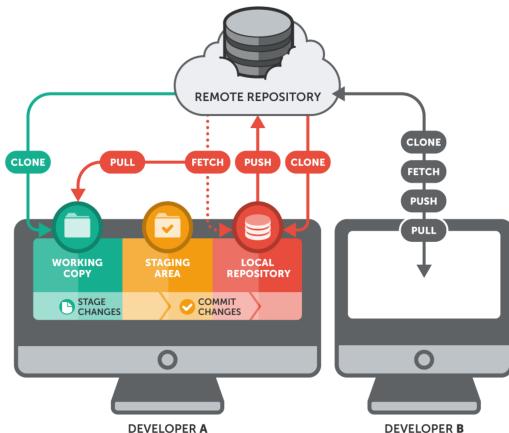 REMOTE REPOSITORY
CLONE
PULL
FETCH
PUSH
CLONE
CLONE
FETCH
PUSH
PULL
WORKING
COPY
STAGING
AREA
LOCAL
REPOSITORY
STAGE
CHANGES
COMMIT
CHANGES
DEVELOPER A
DEVELOPER B